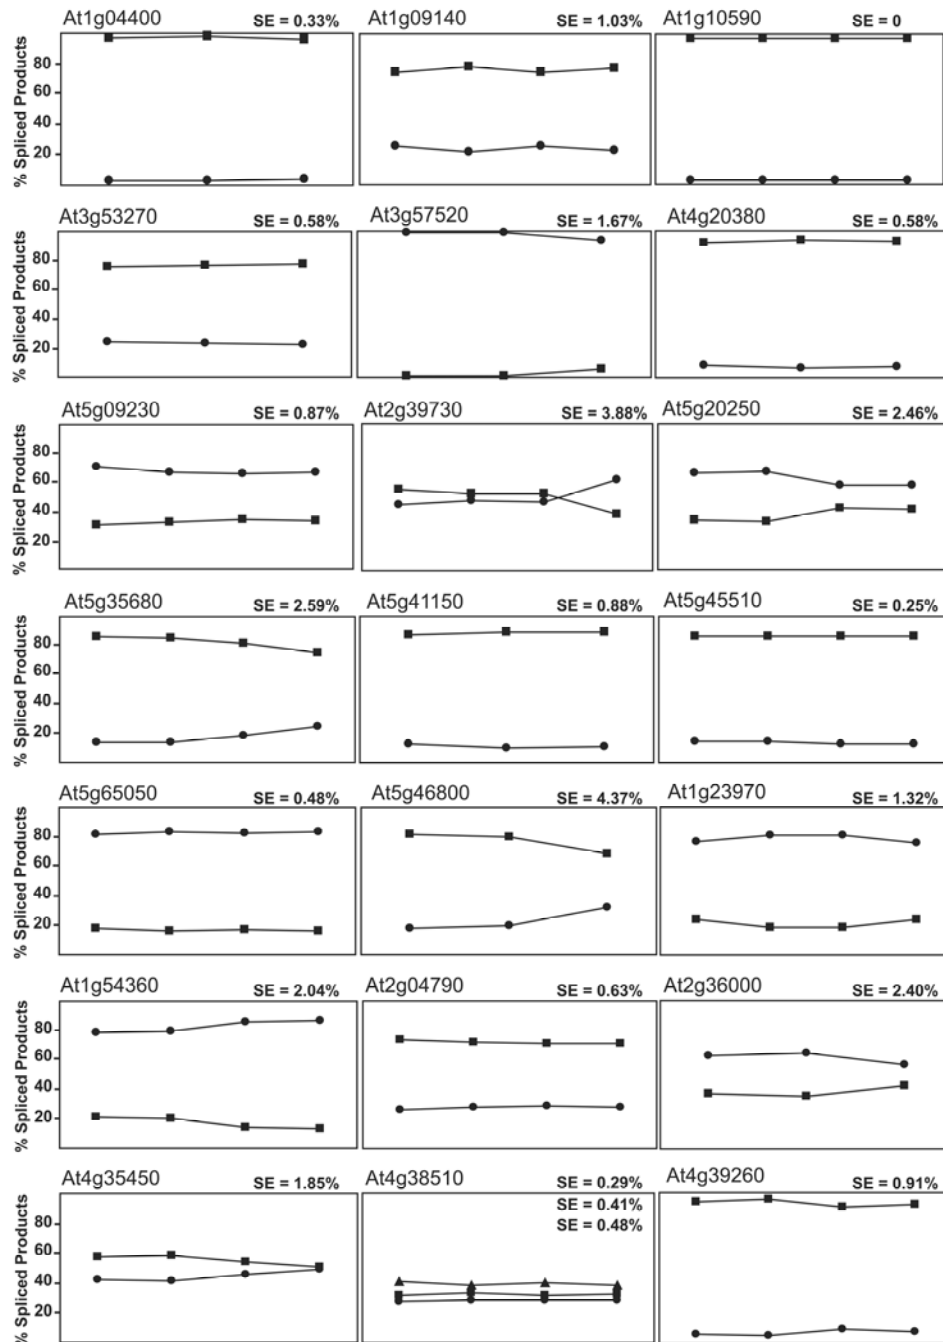 At1g04400 SE = 0.33% At1g09140 SE = 1.03% At1g10590 SE = 0
% Spliced Products
80
60
40
20
At3g53270 SE = 0.58% At3g57520 SE = 1.67% At4g20380 SE = 0.58%
% Spliced Products
80
60
40
20
At5g09230 SE = 0.87% At2g39730 SE = 3.88% At5g20250 SE = 2.46%
% Spliced Products
80
60
40
20
At5g35680 SE = 2.59% At5g41150 SE = 0.88% At5g45510 SE = 0.25%
% Spliced Products
80
60
40
20
At5g65050 SE = 0.48% At5g46800 SE = 4.37% At1g23970 SE = 1.32%
% Spliced Products
80
60
40
20
At1g54360 SE = 2.04% At2g04790 SE = 0.63% At2g36000 SE = 2.40%
% Spliced Products
80
60
40
20
At4g35450 SE = 1.85% At4g38510 SE = 0.29% At4g39260 SE = 0.91%
SE = 0.41%
SE = 0.48%
% Spliced Products
80
60
40
20